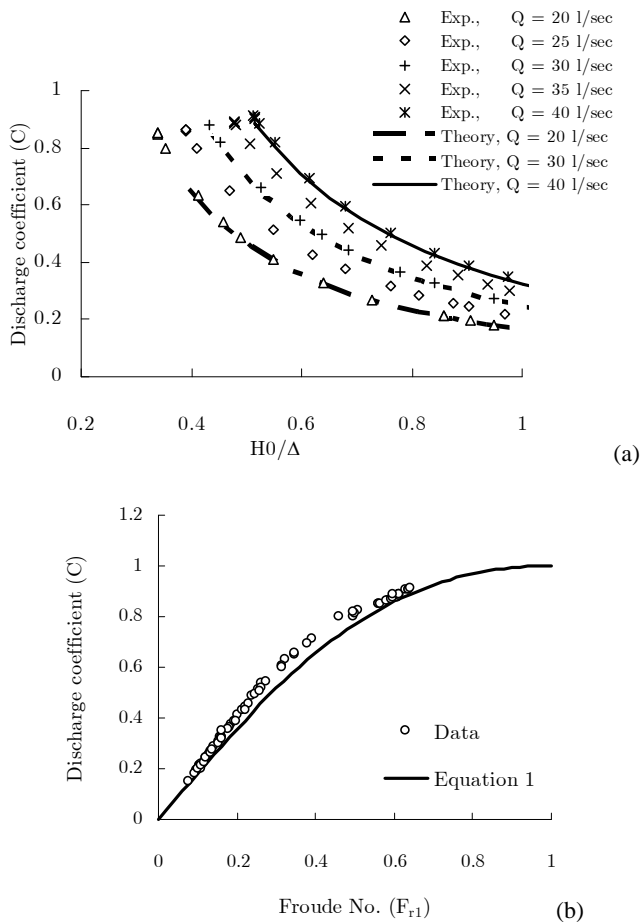 Exp., Q = 20 l/sec
Exp., Q = 25 l/sec
Exp., Q = 30 l/sec
Exp., Q = 35 l/sec
Exp., Q = 40 l/sec
Theory, Q = 20 l/sec
Theory, Q = 30 l/sec
Theory, Q = 40 l/sec
Discharge coefficient (C)
1
0.8
0.6
0.4
0.2
0
0.2 0.4 0.6 0.8 1
H0/Δ
(a)
Discharge coefficient (C)
1.2
1
0.8
0.6
0.4
0.2
0
Data
Equation 1
0 0.2 0.4 0.6 0.8 1
Froude No. (Fr1)
(b)